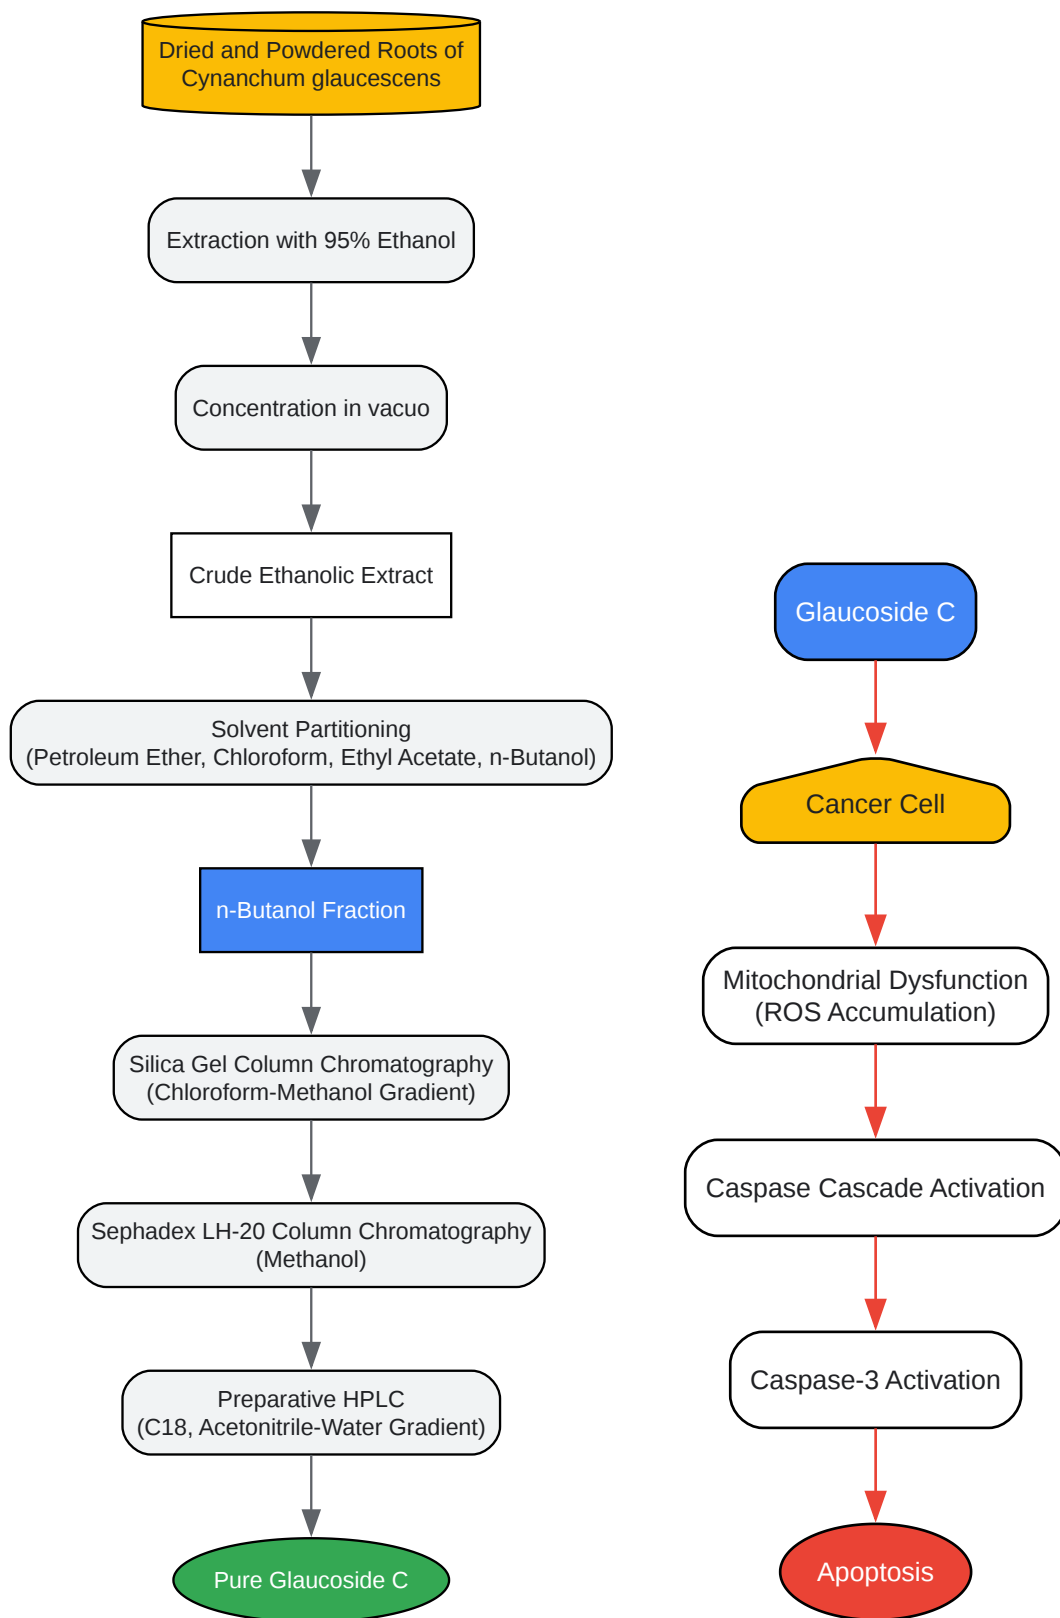 Dried and Powdered Roots of
Cynanchum glaucescens
Extraction with 95% Ethanol
Concentration in vacuo
Crude Ethanolic Extract
Solvent Partitioning
(Petroleum Ether, Chloroform, Ethyl Acetate, n-Butanol)
n-Butanol Fraction
Silica Gel Column Chromatography
(Chloroform-Methanol Gradient)
Sephadex LH-20 Column Chromatography
(Methanol)
Preparative HPLC
(C18, Acetonitrile-Water Gradient)
Pure Glaucoside C
Glaucoside C
Cancer Cell
Mitochondrial Dysfunction
(ROS Accumulation)
Caspase Cascade Activation
Caspase-3 Activation
Apoptosis